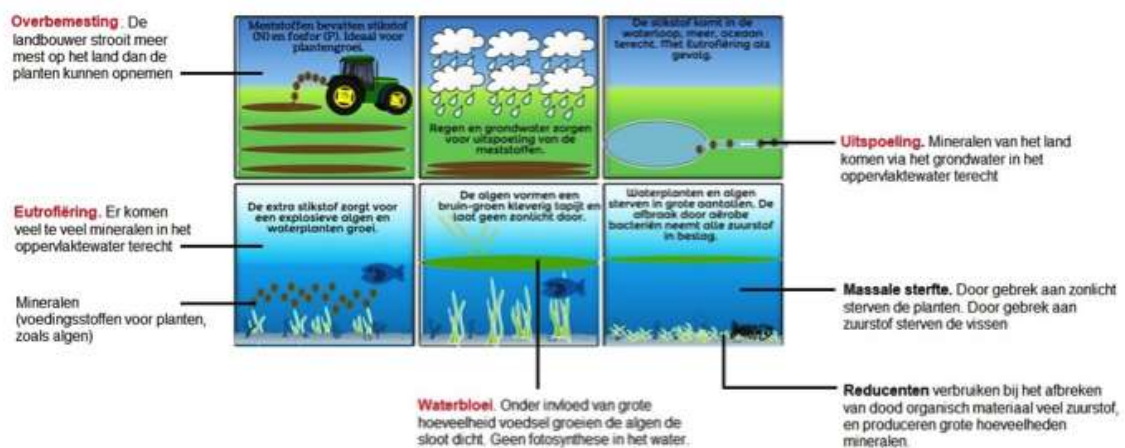 Overbemesting. De
landbouwer strooit meer
mest op het land dan de
planten kunnen opnemen
Meststoffen bevatten stikstof
(N) en fosfor (P). Ideaal voor
plantengroei.
Regen en grondwater zorgen
voor uitspoeling van de
meststoffen.
De stikstof komt in de
waterloop, meer, oceaan
terecht. Met Eutrofiëring als
gevolg.
Uitspoeling. Mineralen van het land
komen via het grondwater in het
oppervlaktewater terecht
Eutrofiëring. Er komen
veel te veel mineralen in het
oppervlaktewater terecht
Mineralen
(voedingsstoffen voor planten,
zoals algen)
De extra stikstof zorgt voor
een explosieve algen en
waterplanten groei.
De algen vormen een
bruin-groen kleverig tapijt en
laat geen zonlicht door.
Waterplanten en algen
sterven in grote aantallen. De
afbraak door aërobe
bacteriën neemt alle zuurstof
in beslag.
Massale sterfte. Door gebrek aan zonlicht
sterven de planten. Door gebrek aan
zuurstof sterven de vissen
Waterbloei. Onder invloed van grote
hoeveelheid voedsel groeien de algen de
sloot dicht. Geen fotosynthese in het water.
Reducenten verbruiken bij het afbreken
van dood organisch materiaal veel zuurstof,
en produceren grote hoeveelheden
mineralen.